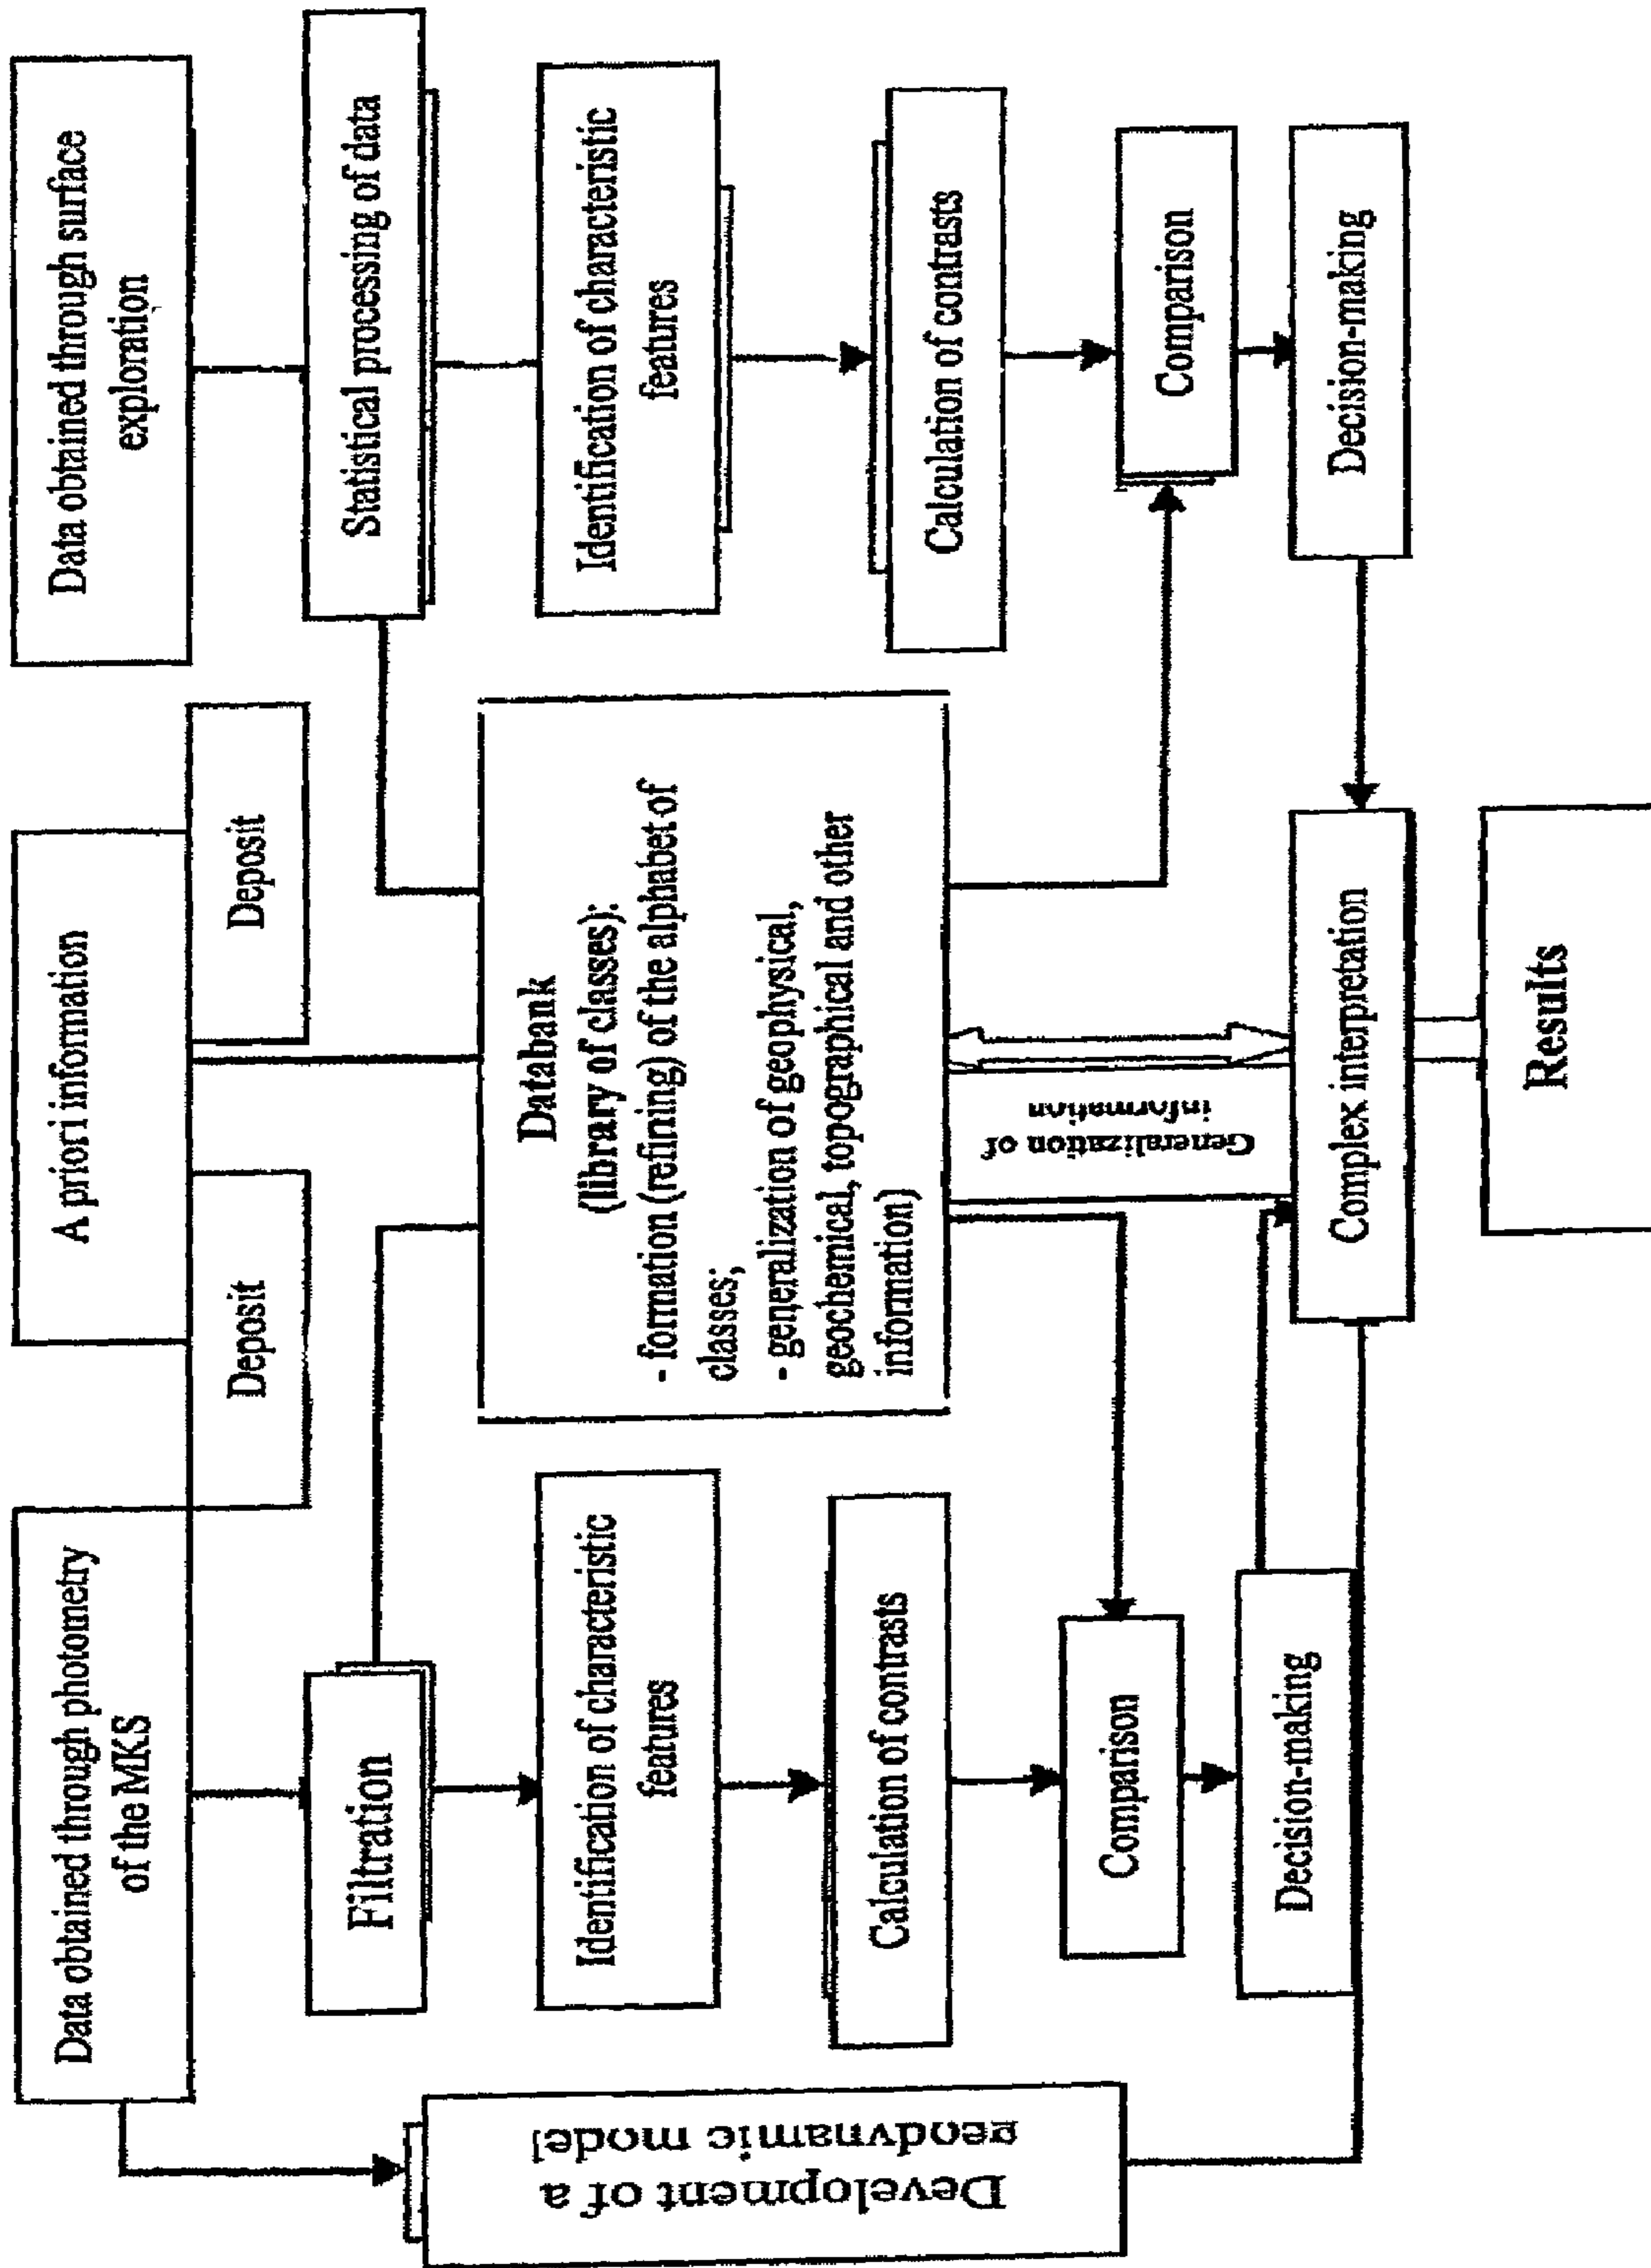 Data obtained through photometry
of the MKS
A priori information
Data obtained through surface
exploration
Deposit
Deposit
Filtration
Statistical processing of data
Identification of characteristic
features
Databank
(library of classes):
- formation (refining) of the alphabet of
classes;
- generalization of geophysical,
geochemical, topographical and other
information)
Identification of characteristic
features
Development of a
geodynamic model
Calculation of contrasts
Calculation of contrasts
Generalization of
information
Comparison
Comparison
Decision-making
Complex interpretation
Decision-making
Results